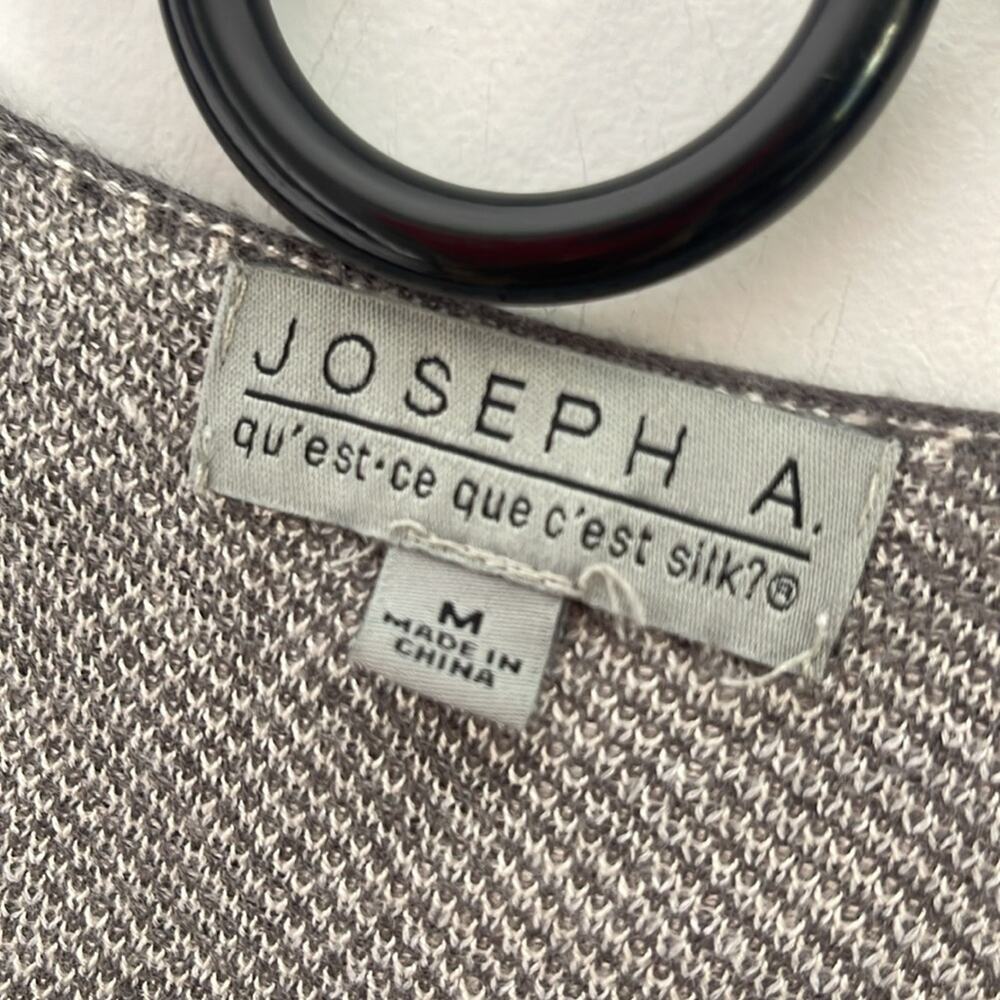 JOSEPH A.
qu'est·ce que c'est silk?®
M
MADE IN
CHINA